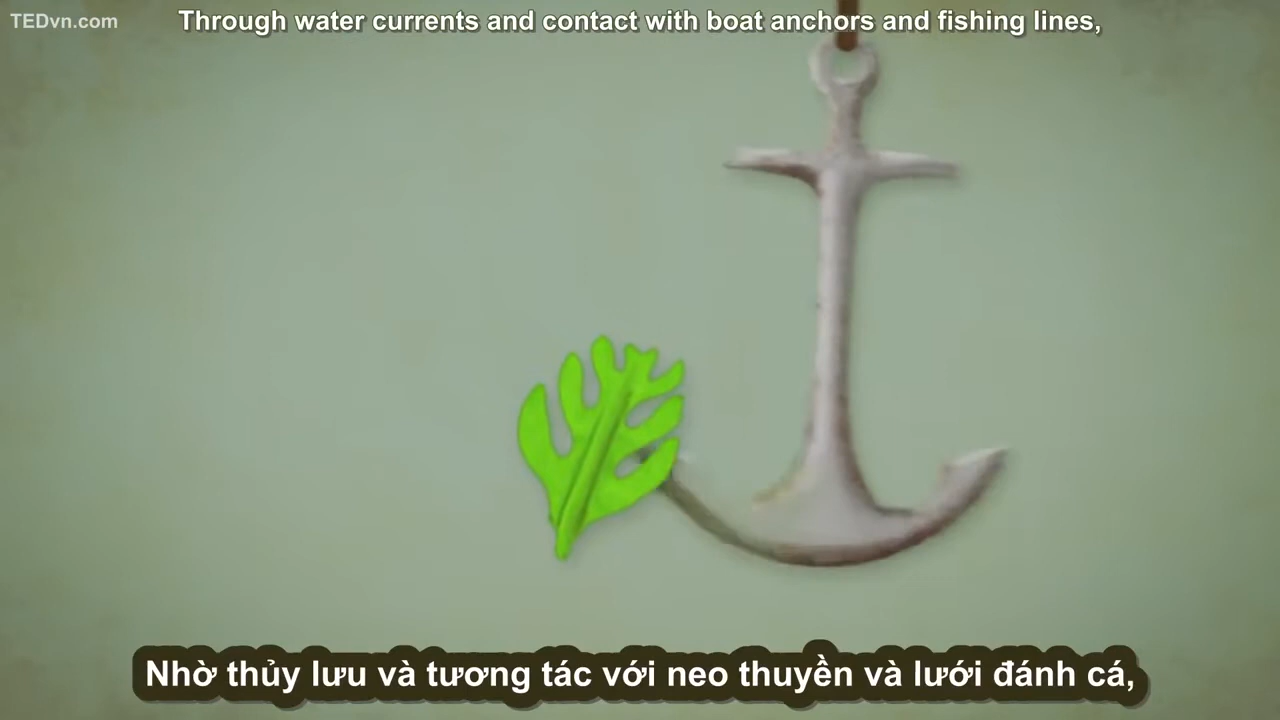 TEDvn.com
Through water currents and contact with boat anchors and fishing lines,
Nhờ thủy lưu và tương tác với neo thuyền và lưới đánh cá,